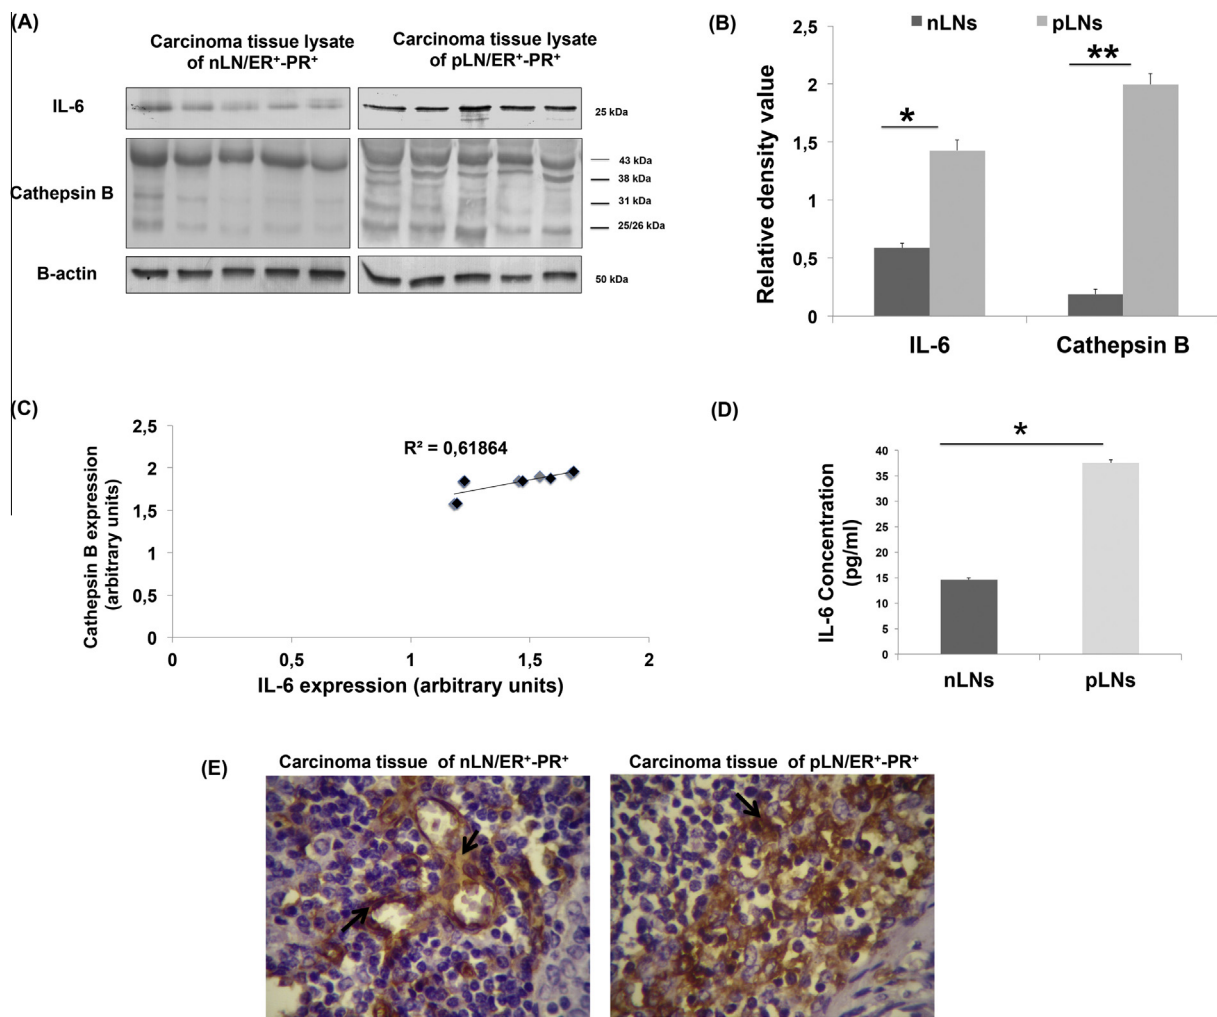 (A)
Carcinoma tissue lysate
of nLN/ER⁺-PR⁺
Carcinoma tissue lysate
of pLN/ER⁺-PR⁺
IL-6
25 kDa
Cathepsin B
43 kDa
38 kDa
31 kDa
25/26 kDa
B-actin
50 kDa
(B)
nLNs
pLNs
Relative density value
2,5
2
1,5
1
0,5
0
*
**
IL-6
Cathepsin B
(C)
Cathepsin B expression
(arbitrary units)
2,5
2
1,5
1
0,5
0
R² = 0,61864
0
0,5
1
1,5
2
IL-6 expression (arbitrary units)
(D)
IL-6 Concentration
(pg/ml)
40
35
30
25
20
15
10
5
0
*
nLNs
pLNs
(E)
Carcinoma tissue of nLN/ER⁺-PR⁺
Carcinoma tissue of pLN/ER⁺-PR⁺